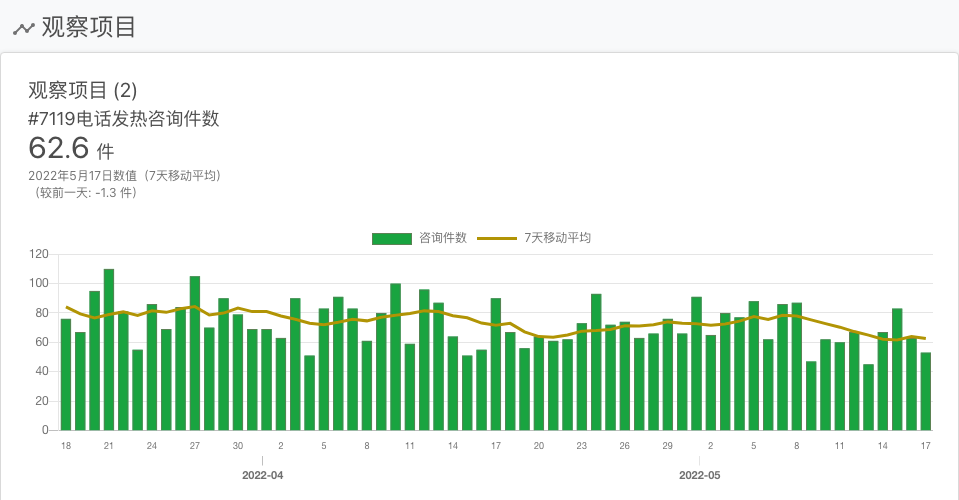 观察项目
观察项目 (2)
#7119电话发热咨询件数
62.6 件
2022年5月17日数值（7天移动平均）
（较前一天: -1.3 件）
咨询件数 7天移动平均
120
100
80
60
40
20
0
18 21 24 27 30 2 5 8 11 14 17 20 23 26 29 2 5 8 11 14 17
2022-04 2022-05